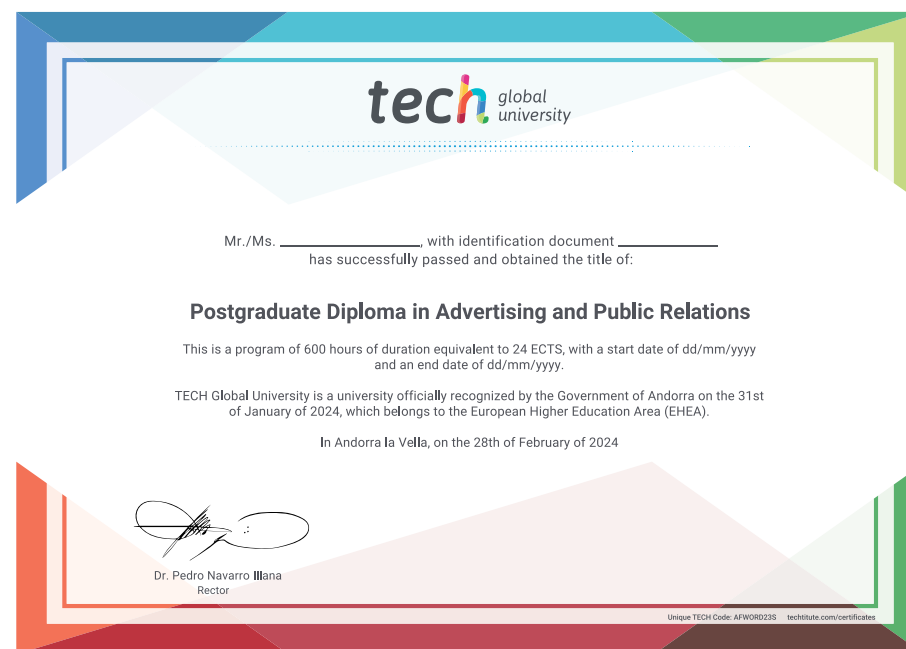 tech global
university
Mr./Ms. ____________, with identification document ____________
has successfully passed and obtained the title of:
Postgraduate Diploma in Advertising and Public Relations
This is a program of 600 hours of duration equivalent to 24 ECTS, with a start date of dd/mm/yyyy
and an end date of dd/mm/yyyy.
TECH Global University is a university officially recognized by the Government of Andorra on the 31st
of January of 2024, which belongs to the European Higher Education Area (EHEA).
In Andorra la Vella, on the 28th of February of 2024
Dr. Pedro Navarro Illana
Rector
Unique TECH Code: AFWORD23S techtitute.com/certificates